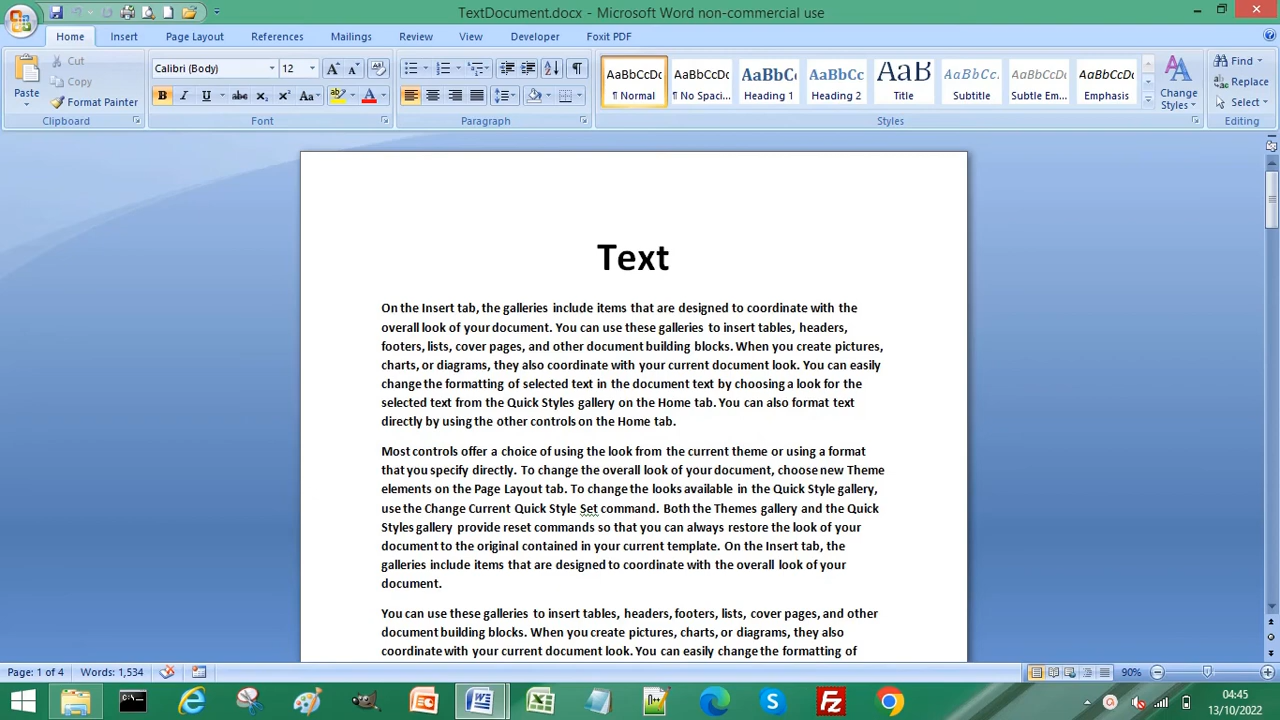 TextDocument.docx - Microsoft Word non-commercial use
Home Insert Page Layout References Mailings Review View Developer Foxit PDF
Paste
Cut
Copy
Format Painter
Clipboard
Calibri (Body) 12
B I U abc x₂ x² Aa
Font
Paragraph
AaBbCcDc AaBbCcDc AaBbC AaBbCc AaB AaBbCc. AaBbCcDc AaBbCcDc
¶ Normal ¶ No Spaci... Heading 1 Heading 2 Title Subtitle Subtle Em... Emphasis
Change
Styles
Styles
Find
Replace
Select
Editing
Text
On the Insert tab, the galleries include items that are designed to coordinate with the
overall look of your document. You can use these galleries to insert tables, headers,
footers, lists, cover pages, and other document building blocks. When you create pictures,
charts, or diagrams, they also coordinate with your current document look. You can easily
change the formatting of selected text in the document text by choosing a look for the
selected text from the Quick Styles gallery on the Home tab. You can also format text
directly by using the other controls on the Home tab.
Most controls offer a choice of using the look from the current theme or using a format
that you specify directly. To change the overall look of your document, choose new Theme
elements on the Page Layout tab. To change the looks available in the Quick Style gallery,
use the Change Current Quick Style Set command. Both the Themes gallery and the Quick
Styles gallery provide reset commands so that you can always restore the look of your
document to the original contained in your current template. On the Insert tab, the
galleries include items that are designed to coordinate with the overall look of your
document.
You can use these galleries to insert tables, headers, footers, lists, cover pages, and other
document building blocks. When you create pictures, charts, or diagrams, they also
coordinate with your current document look. You can easily change the formatting of
Page: 1 of 4 Words: 1,534 90%
04:45
13/10/2022